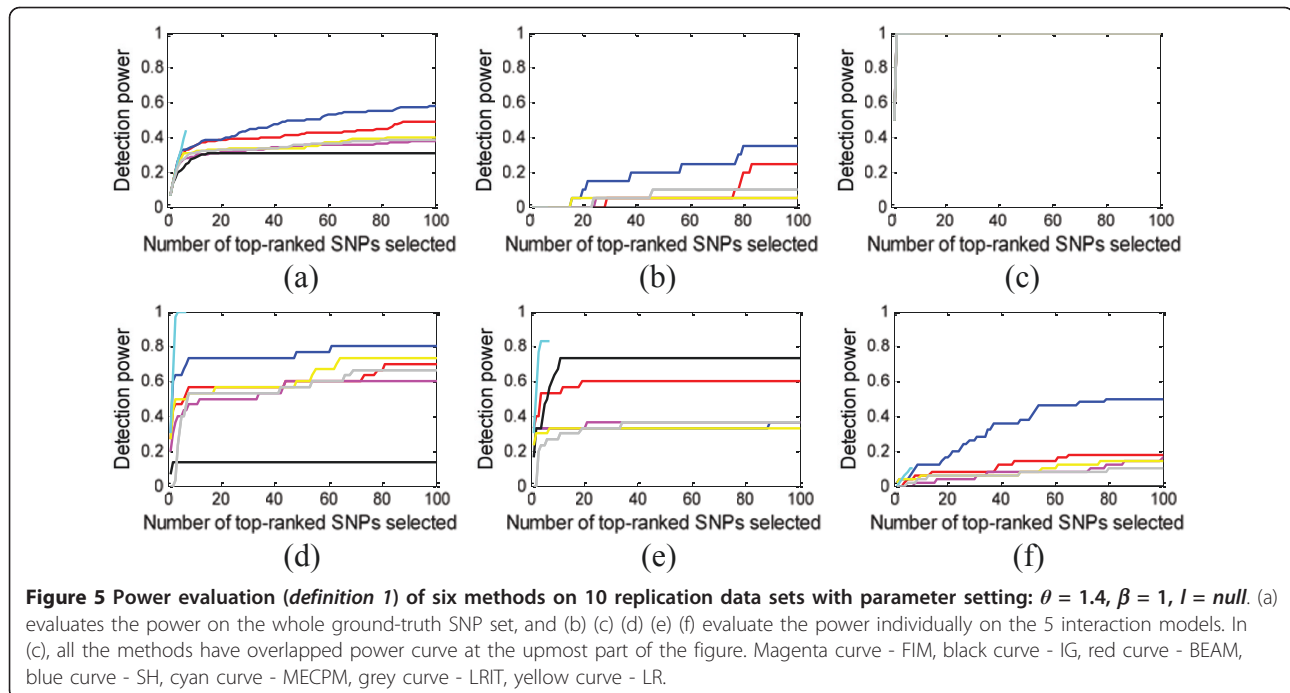 1
0.8
0.6
0.4
0.2
0
Detection power
0 20 40 60 80 100
Number of top-ranked SNPs selected
(a)
1
0.8
0.6
0.4
0.2
0
Detection power
0 20 40 60 80 100
Number of top-ranked SNPs selected
(b)
1
0.8
0.6
0.4
0.2
0
Detection power
0 20 40 60 80 100
Number of top-ranked SNPs selected
(c)
1
0.8
0.6
0.4
0.2
0
Detection power
0 20 40 60 80 100
Number of top-ranked SNPs selected
(d)
1
0.8
0.6
0.4
0.2
0
Detection power
0 20 40 60 80 100
Number of top-ranked SNPs selected
(e)
1
0.8
0.6
0.4
0.2
0
Detection power
0 20 40 60 80 100
Number of top-ranked SNPs selected
(f)
Figure 5 Power evaluation (definition 1) of six methods on 10 replication data sets with parameter setting: θ = 1.4, β = 1, l = null. (a)
evaluates the power on the whole ground-truth SNP set, and (b) (c) (d) (e) (f) evaluate the power individually on the 5 interaction models. In
(c), all the methods have overlapped power curve at the upmost part of the figure. Magenta curve - FIM, black curve - IG, red curve - BEAM,
blue curve - SH, cyan curve - MECPM, grey curve - LRIT, yellow curve - LR.